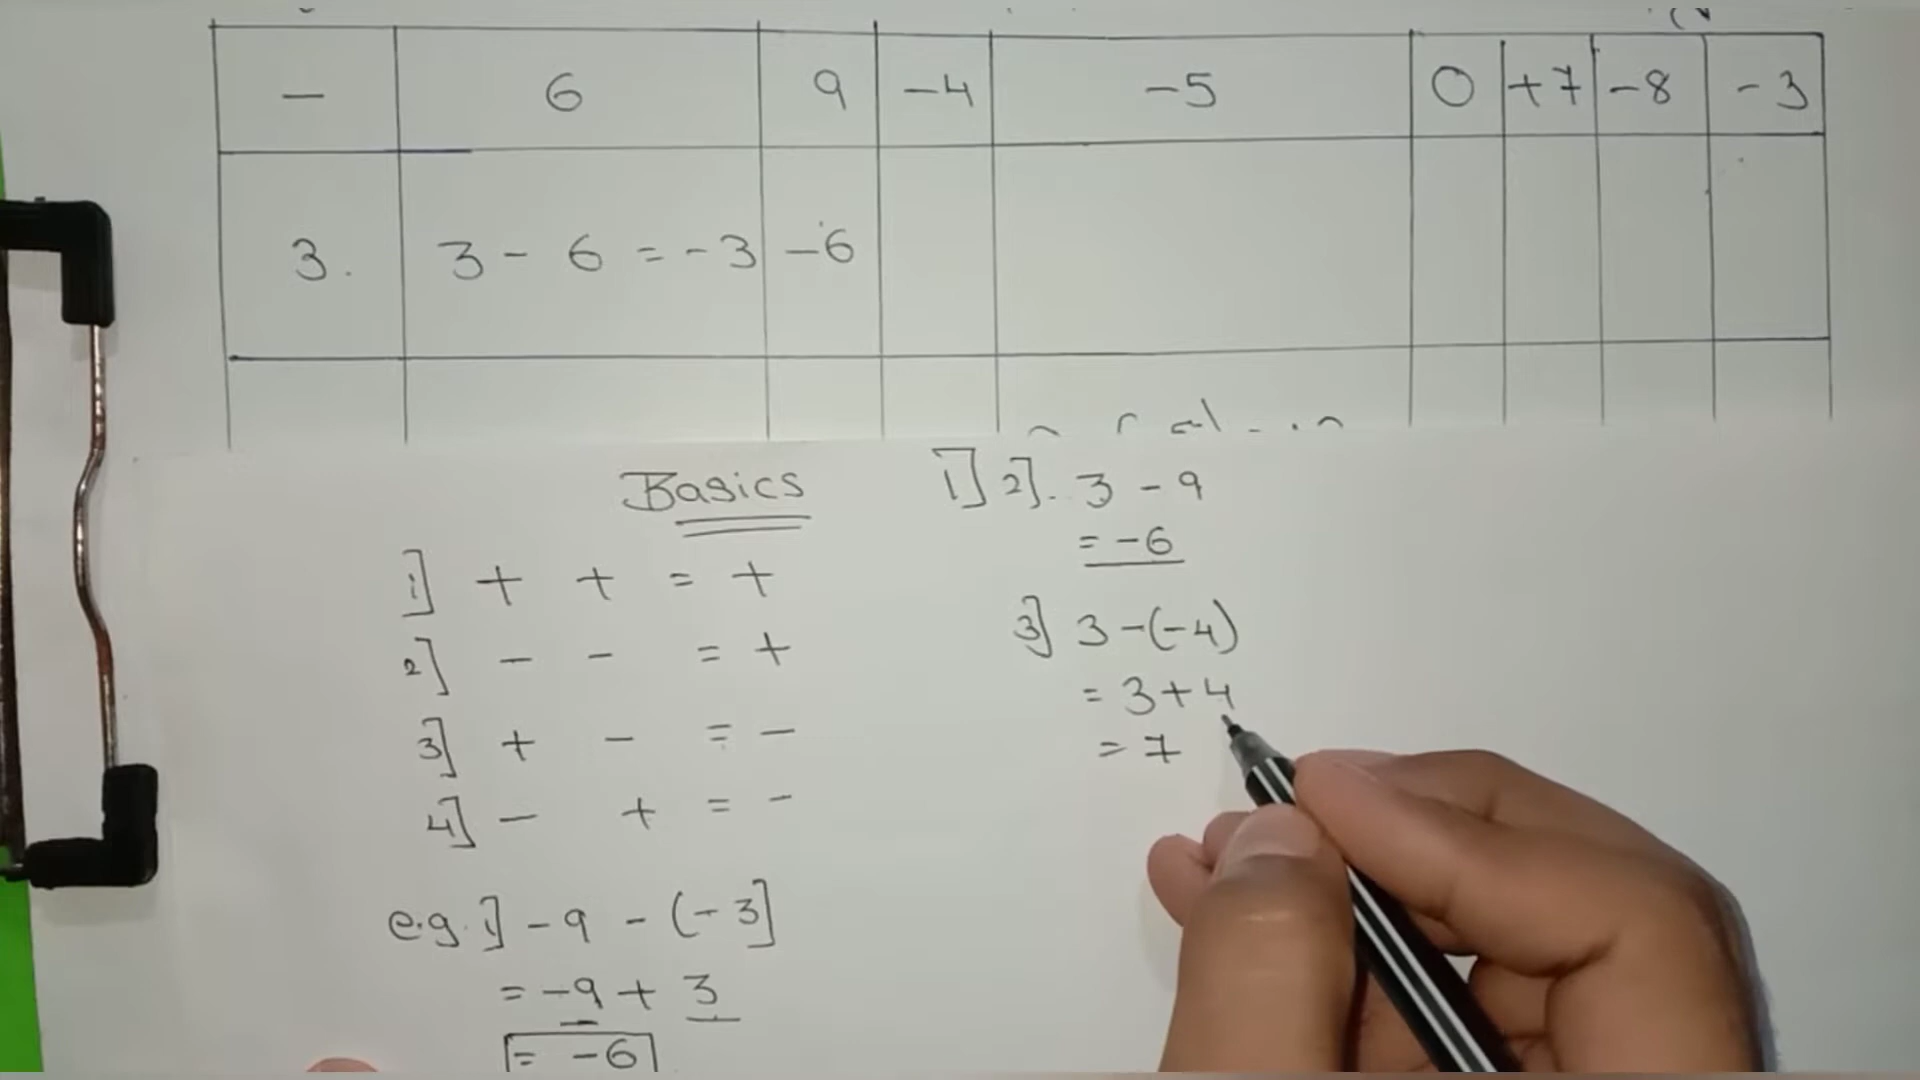 — 6 9 -4 -5 0 +7 -8 -3
3. 3 - 6 = -3 -6
Basics
1] + + = +
2] - - = +
3] + - = -
4] - + = -
e.g. 1] -9 - (-3]
= -9 + 3
= -6
1] 2]. 3 - 9
= -6
3] 3-(-4)
= 3+4
= 7